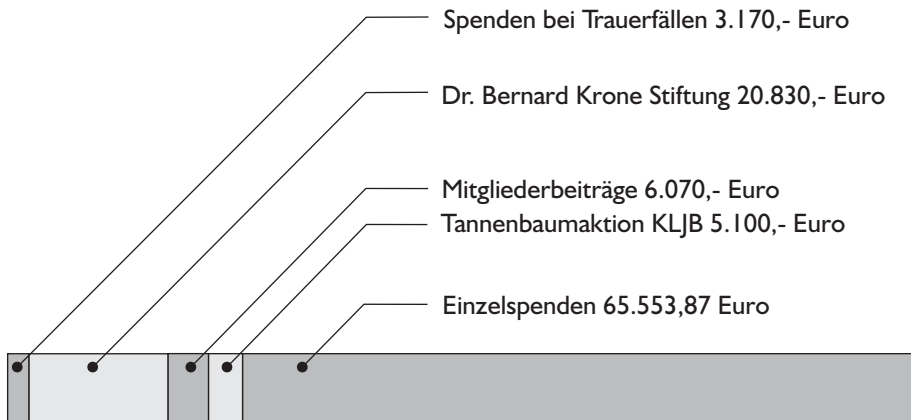 Spenden bei Trauerfällen 3.170,- Euro
Dr. Bernard Krone Stiftung 20.830,- Euro
Mitgliederbeiträge 6.070,- Euro
Tannenbaumaktion KLJB 5.100,- Euro
Einzelspenden 65.553,87 Euro